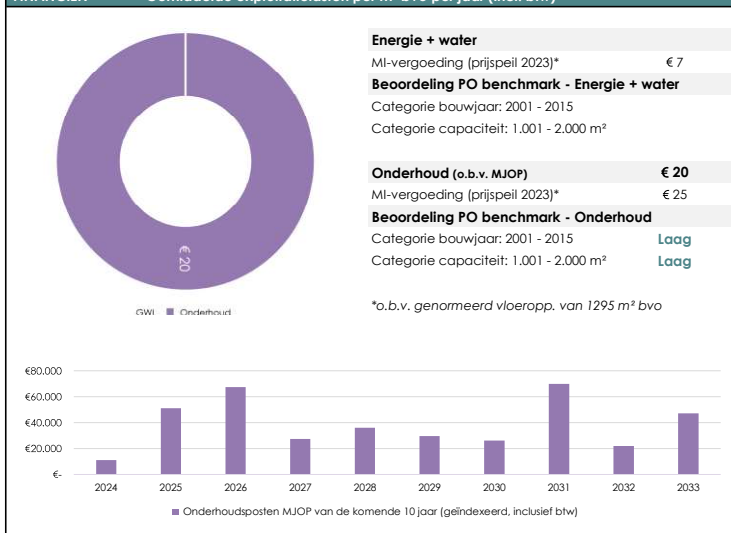 Energie + water
MI-vergoeding (prijspeil 2023)* € 7
Beoordeling PO benchmark - Energie + water
Categorie bouwjaar: 2001 - 2015
Categorie capaciteit: 1.001 - 2.000 m²
Onderhoud (o.b.v. MJOP) € 20
MI-vergoeding (prijspeil 2023)* € 25
Beoordeling PO benchmark - Onderhoud
Categorie bouwjaar: 2001 - 2015 Laag
Categorie capaciteit: 1.001 - 2.000 m² Laag
*o.b.v. genormeerd vloeropp. van 1295 m² bvo
€ 20
GWL Onderhoud
€80.000
€60.000
€40.000
€20.000
€-
2024 2025 2026 2027 2028 2029 2030 2031 2032 2033
Onderhoudsposten MJOP van de komende 10 jaar (geïndexeerd, inclusief btw)